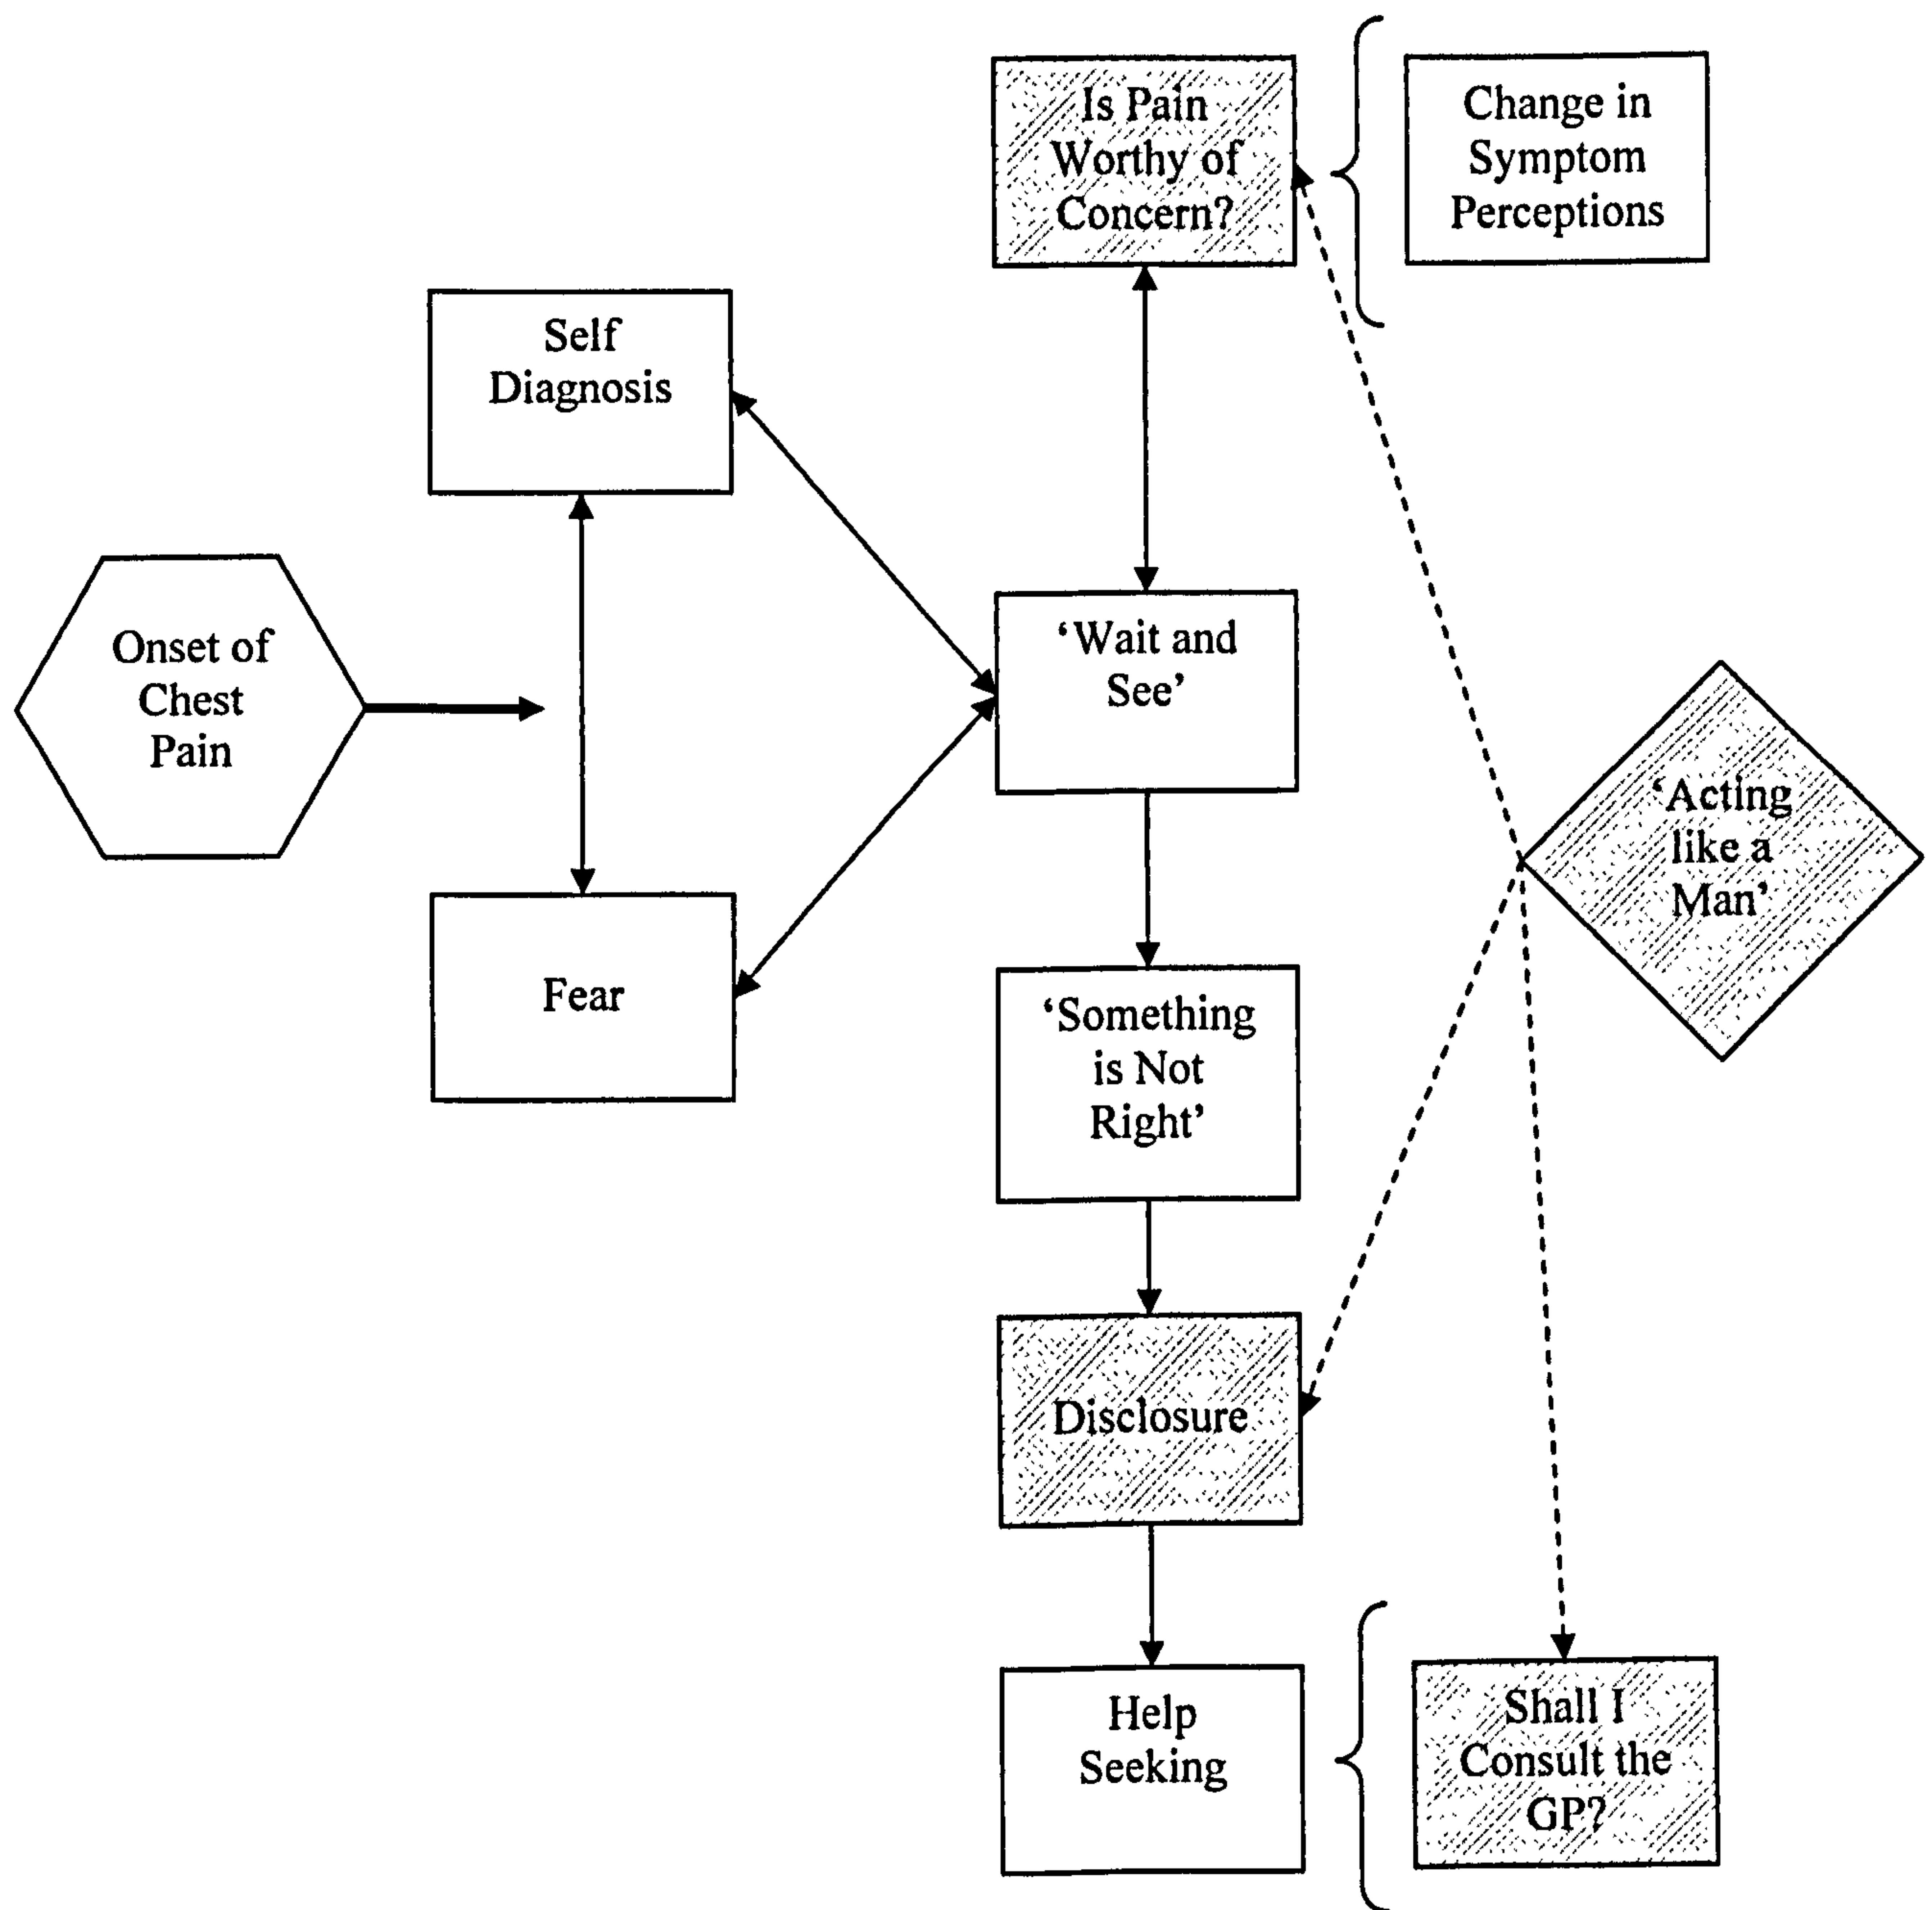 Is Pain
Worthy of
Concern?
Change in
Symptom
Perceptions
Self
Diagnosis
Onset of
Chest
Pain
‘Wait and
See’
‘Acting
like a
Man’
Fear
‘Something
is Not
Right’
Disclosure
Help
Seeking
Shall I
Consult the
GP?